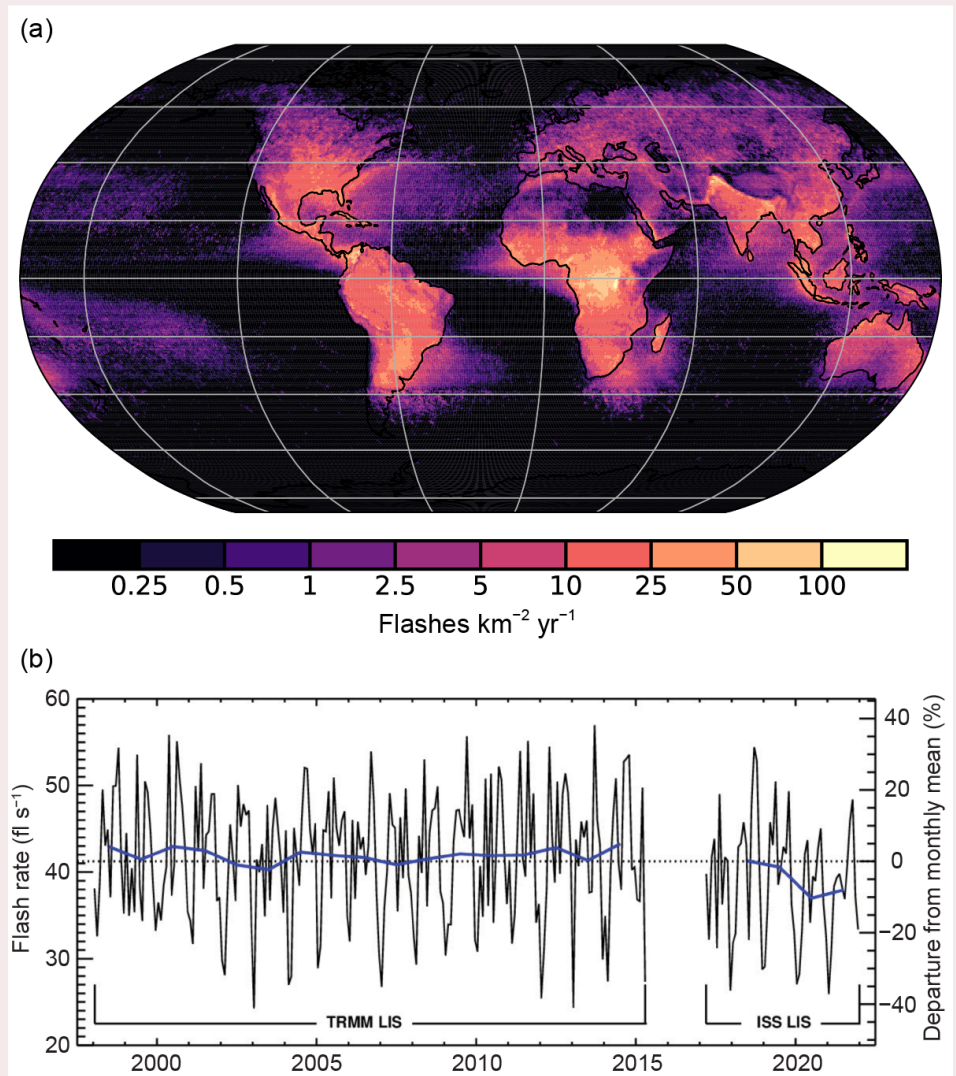 (a)
0.25 0.5 1 2.5 5 10 25 50 100
Flashes km⁻² yr⁻¹
(b)
Flash rate (fl s⁻¹)
60
50
40
30
20
Departure from monthly mean (%)
40
20
0
−20
−40
TRMM LIS
ISS LIS
2000 2005 2010 2015 2020